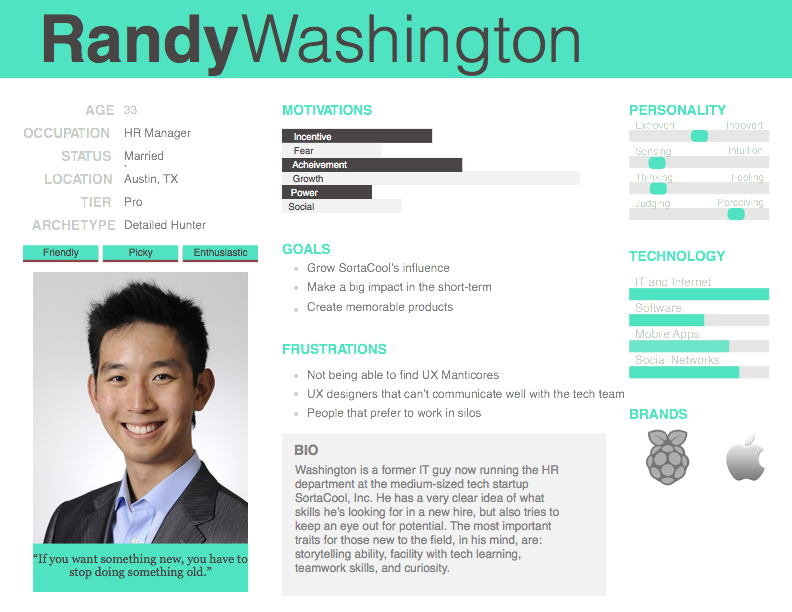 RandyWashington
AGE 33
OCCUPATION HR Manager
STATUS Married
LOCATION Austin, TX
TIER Pro
ARCHETYPE Detailed Hunter
Friendly Picky Enthusiastic
“If you want something new, you have to
stop doing something old.”
MOTIVATIONS
Incentive
Fear
Acheivement
Growth
Power
Social
GOALS
Grow SortaCool's influence
Make a big impact in the short-term
Create memorable products
FRUSTRATIONS
Not being able to find UX Manticores
UX designers that can't communicate well with the tech team
People that prefer to work in silos
BIO
Washington is a former IT guy now running the HR
department at the medium-sized tech startup
SortaCool, Inc. He has a very clear idea of what
skills he's looking for in a new hire, but also tries to
keep an eye out for potential. The most important
traits for those new to the field, in his mind, are:
storytelling ability, facility with tech learning,
teamwork skills, and curiosity.
PERSONALITY
Extrovert Introvert
Sensing Intuition
Thinking Feeling
Judging Perceiving
TECHNOLOGY
IT and Internet
Software
Mobile Apps
Social Networks
BRANDS